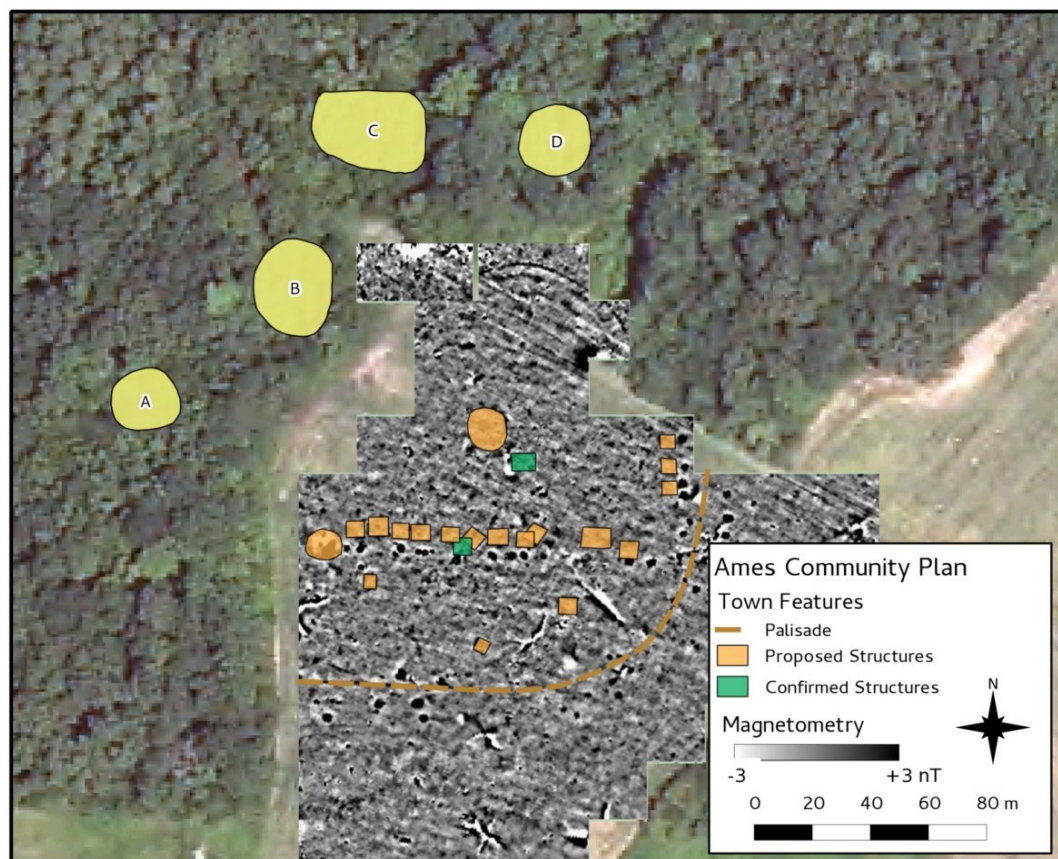 C
D
B
A
Ames Community Plan
Town Features
Palisade
Proposed Structures
Confirmed Structures
N
Magnetometry
-3 +3 nT
0 20 40 60 80 m